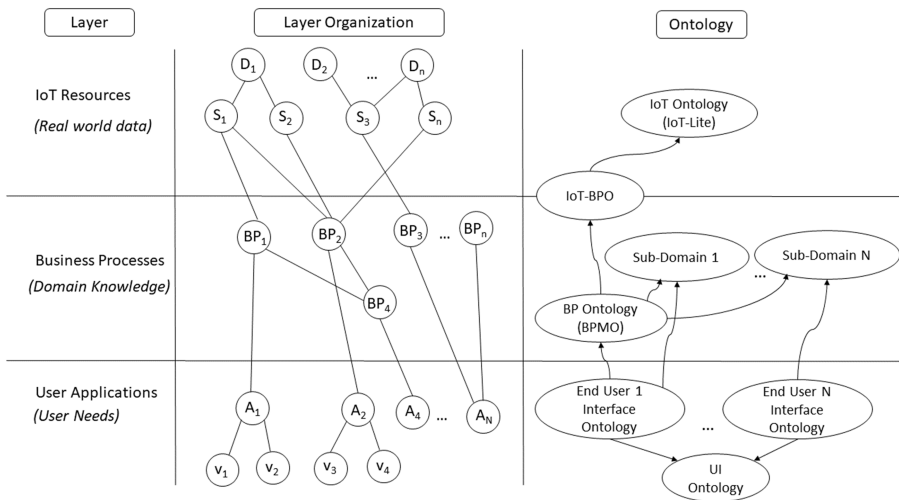 Layer
Layer Organization
Ontology
IoT Resources
(Real world data)
D1
D2
...
Dn
S1
S2
S3
Sn
IoT Ontology
(IoT-Lite)
IoT-BPO
Business Processes
(Domain Knowledge)
BP1
BP2
BP3
...
BPn
BP4
Sub-Domain 1
...
Sub-Domain N
BP Ontology
(BPMO)
User Applications
(User Needs)
A1
A2
A4
...
AN
v1
v2
v3
v4
End User 1
Interface
Ontology
...
End User N
Interface
Ontology
UI
Ontology